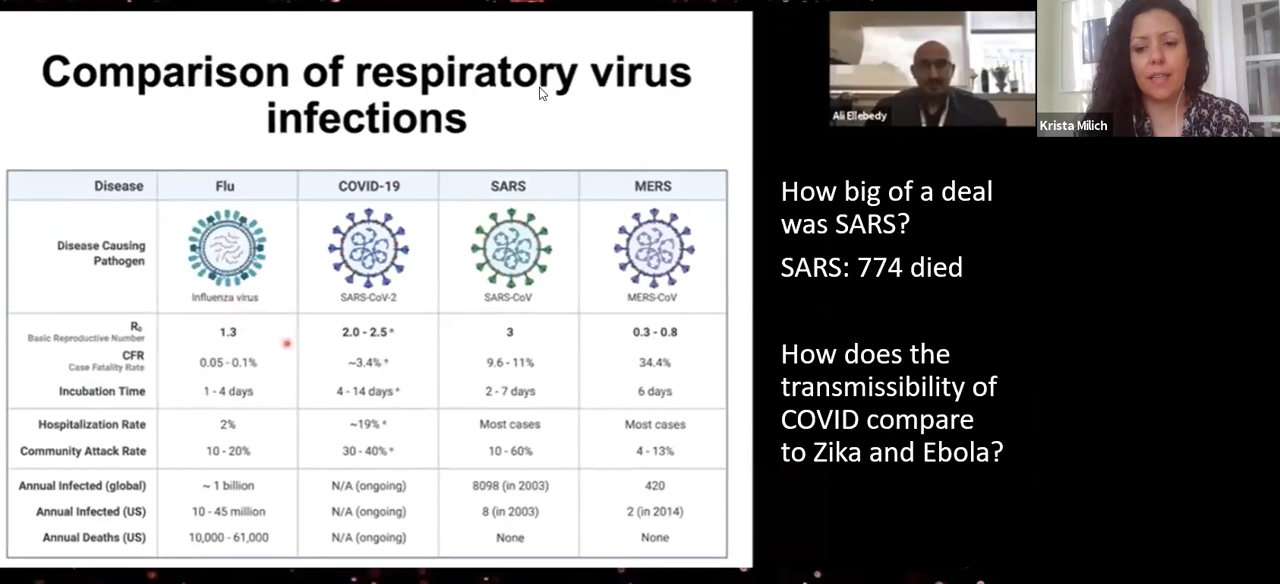 Comparison of respiratory virus
infections
Disease Flu COVID-19 SARS MERS
Disease Causing
Pathogen
Influenza virus SARS-CoV-2 SARS-CoV MERS-CoV
R₀ 1.3 2.0 - 2.5 * 3 0.3 - 0.8
Basic Reproductive Number
CFR 0.05 - 0.1% ~3.4% * 9.6 - 11% 34.4%
Case Fatality Rate
Incubation Time 1 - 4 days 4 - 14 days * 2 - 7 days 6 days
Hospitalization Rate 2% ~19% * Most cases Most cases
Community Attack Rate 10 - 20% 30 - 40% * 10 - 60% 4 - 13%
Annual Infected (global) ~ 1 billion N/A (ongoing) 8098 (in 2003) 420
Annual Infected (US) 10 - 45 million N/A (ongoing) 8 (in 2003) 2 (in 2014)
Annual Deaths (US) 10,000 - 61,000 N/A (ongoing) None None
Ali Ellebedy
Krista Milich
How big of a deal
was SARS?
SARS: 774 died
How does the
transmissibility of
COVID compare
to Zika and Ebola?